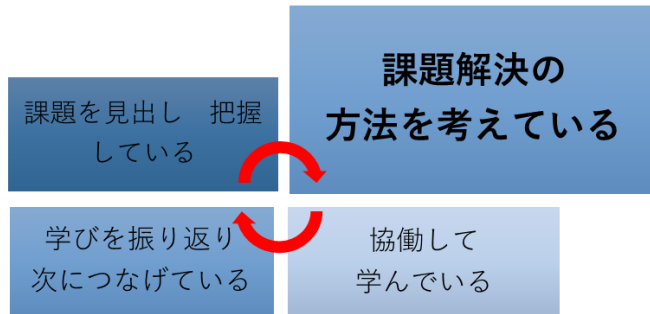 課題を見出し　把握
している
課題解決の
方法を考えている
学びを振り返り
次につなげている
協働して
学んでいる